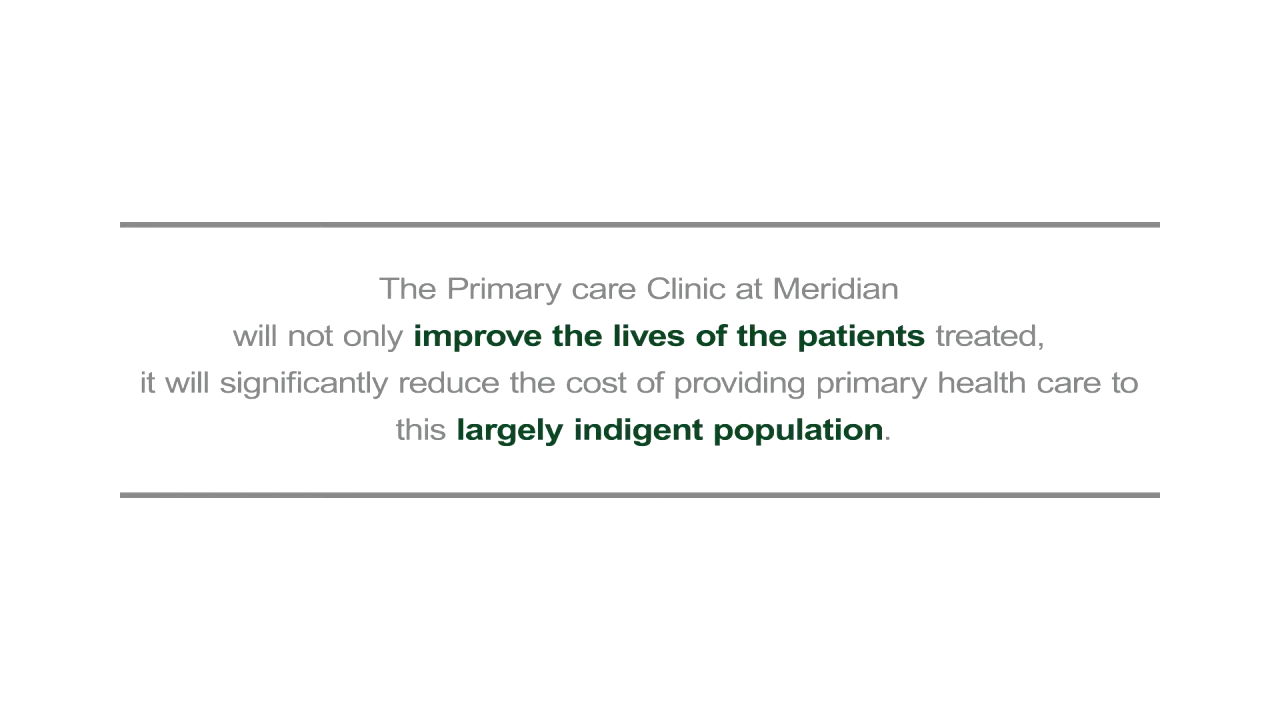 The Primary care Clinic at Meridian
will not only improve the lives of the patients treated,
it will significantly reduce the cost of providing primary health care to
this largely indigent population.